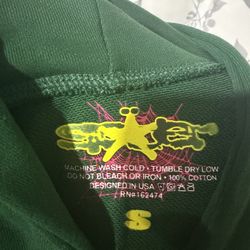 MACHINE WASH COLD • TUMBLE DRY LOW
DO NOT BLEACH OR IRON • 100% COTTON
DESIGNED IN USA
RN#162474
S